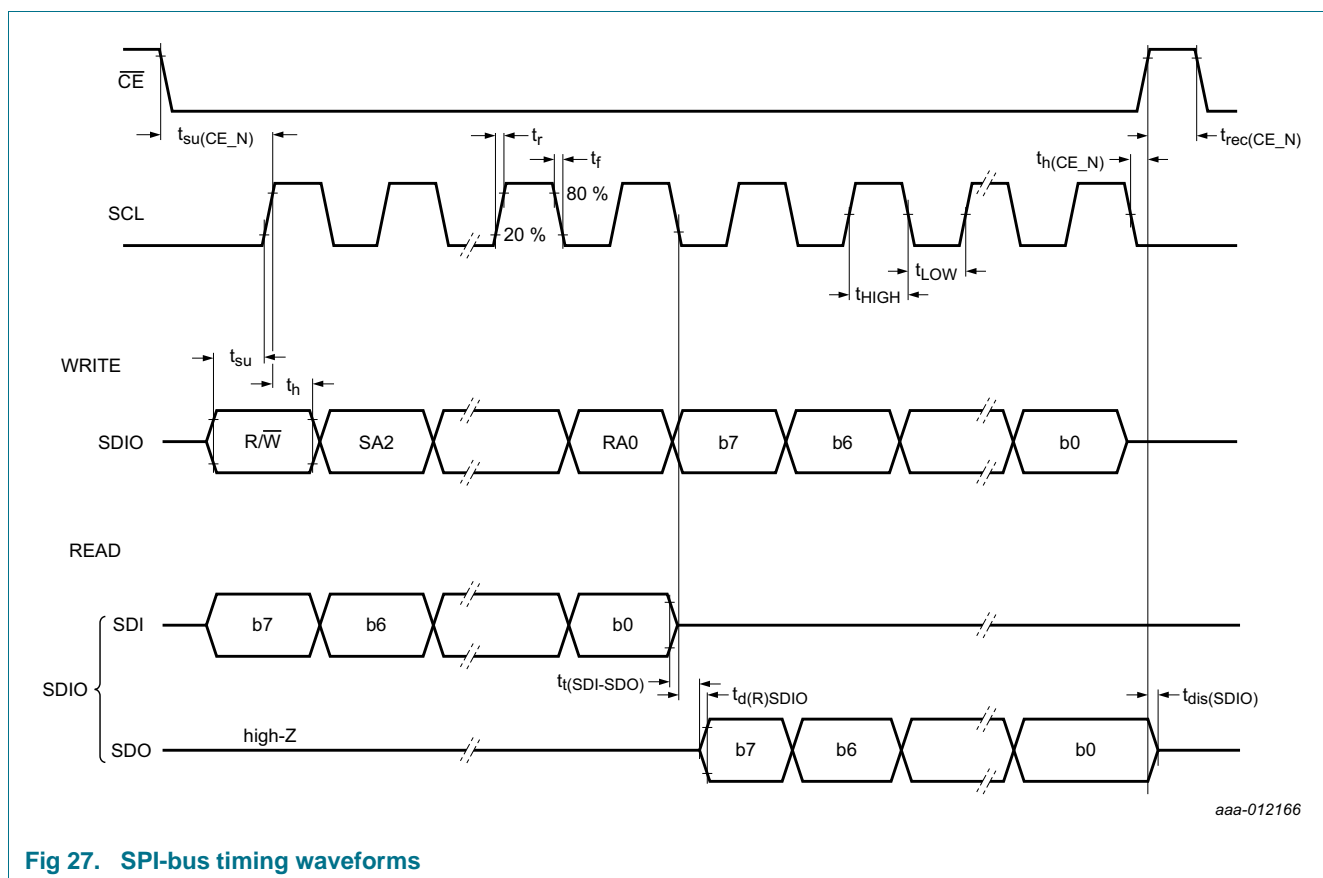 CE
tsu(CE_N)
tr
tf
th(CE_N)
trec(CE_N)
SCL
80 %
20 %
tLOW
tHIGH
WRITE
tsu
th
SDIO
R/W
SA2
RA0
b7
b6
b0
READ
SDI
b7
b6
b0
SDIO
tt(SDI-SDO)
td(R)SDIO
tdis(SDIO)
SDO
high-Z
b7
b6
b0
aaa-012166
Fig 27. SPI-bus timing waveforms